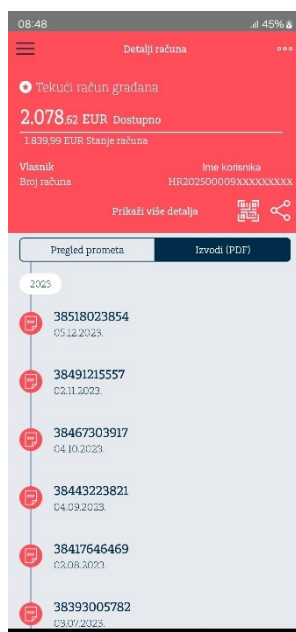 08:48 45%
Detalji računa
Tekući račun građana
2.078,62 EUR Dostupno
1.839,99 EUR Stanje računa
Vlasnik Ime korisnika
Broj računa HR202500009XXXXXXXXX
Prikaži više detalja
Pregled prometa Izvodi (PDF)
2023
38518023854
05.12.2023.
38491215557
02.11.2023.
38467303917
04.10.2023.
38443223821
04.09.2023.
38417646469
02.08.2023.
38393005782
03.07.2023.